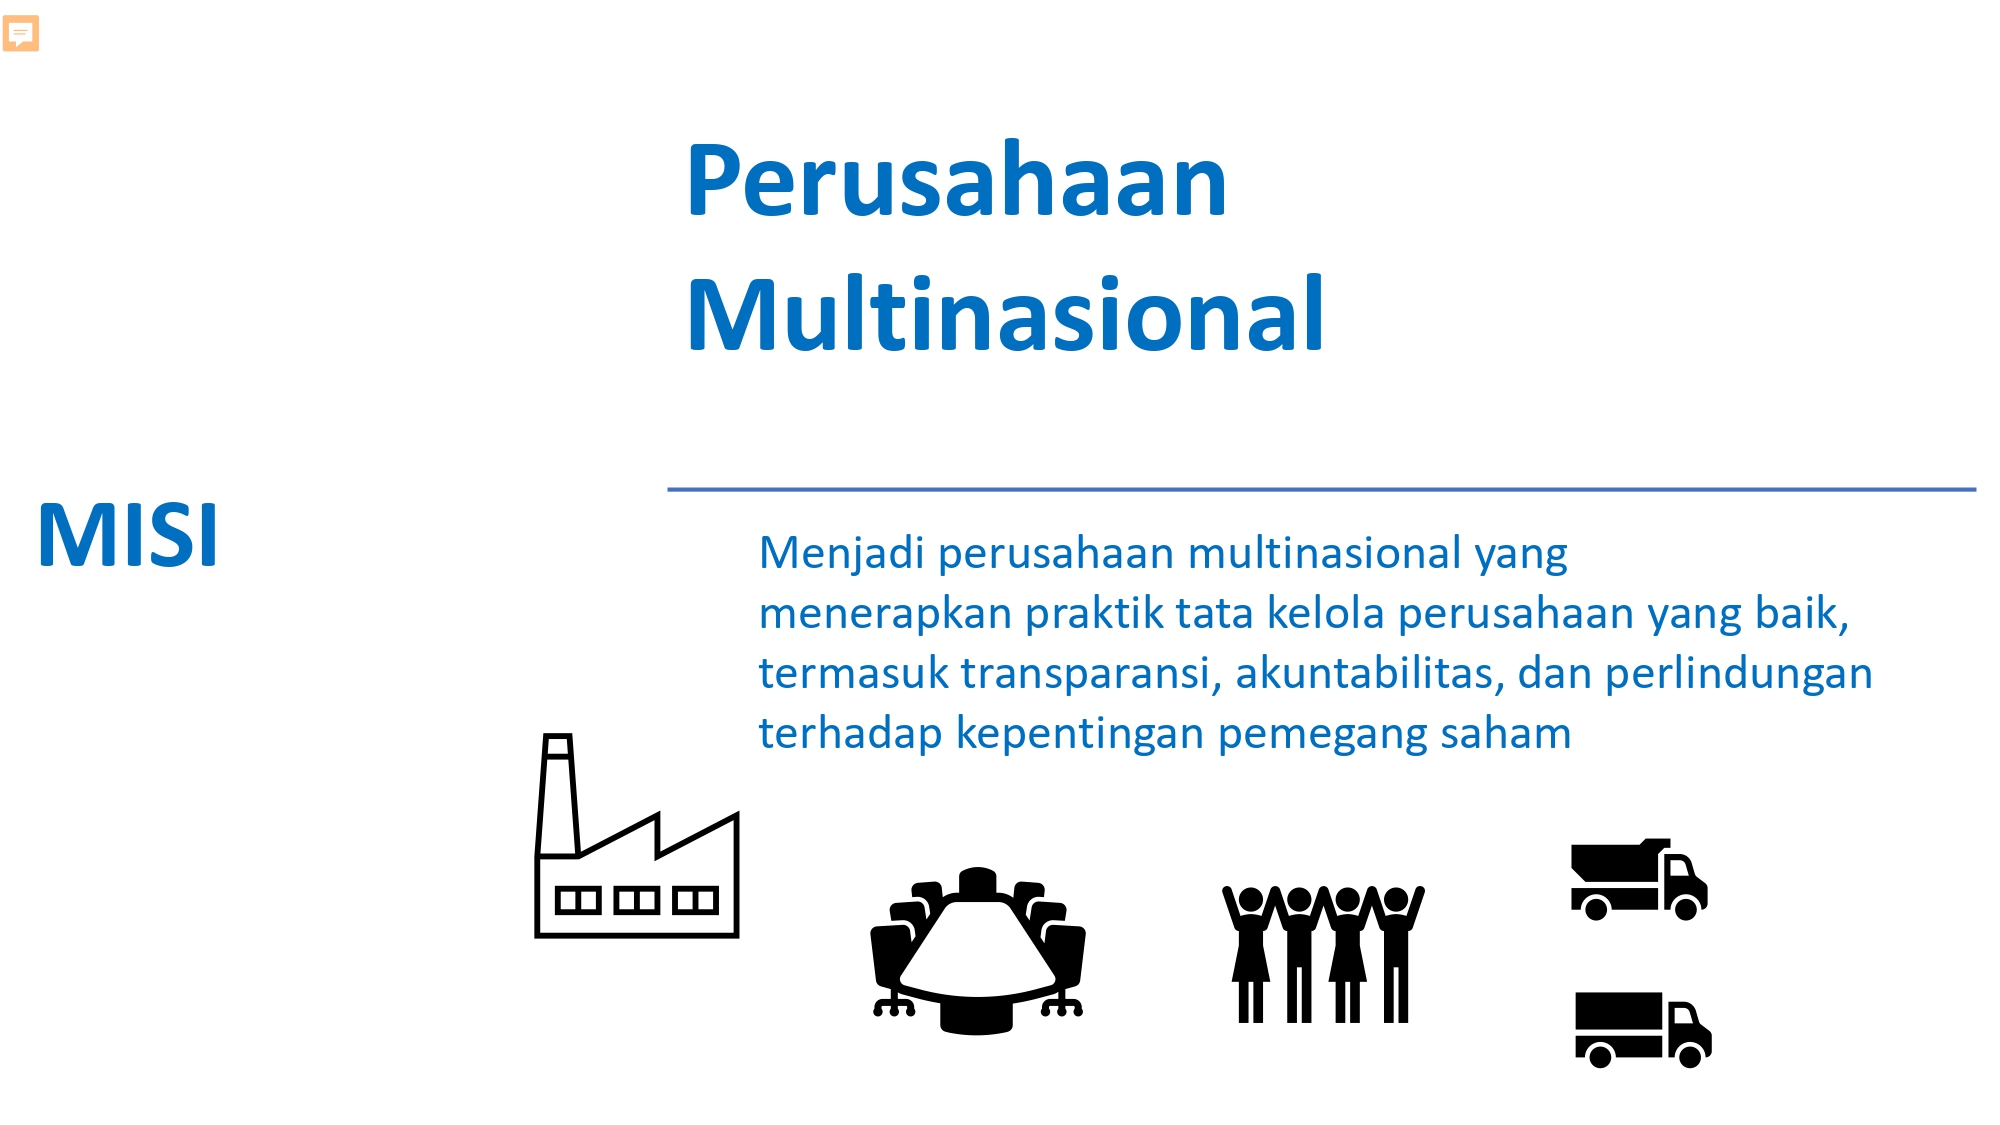 Perusahaan
Multinasional
MISI
Menjadi perusahaan multinasional yang
menerapkan praktik tata kelola perusahaan yang baik,
termasuk transparansi, akuntabilitas, dan perlindungan
terhadap kepentingan pemegang saham